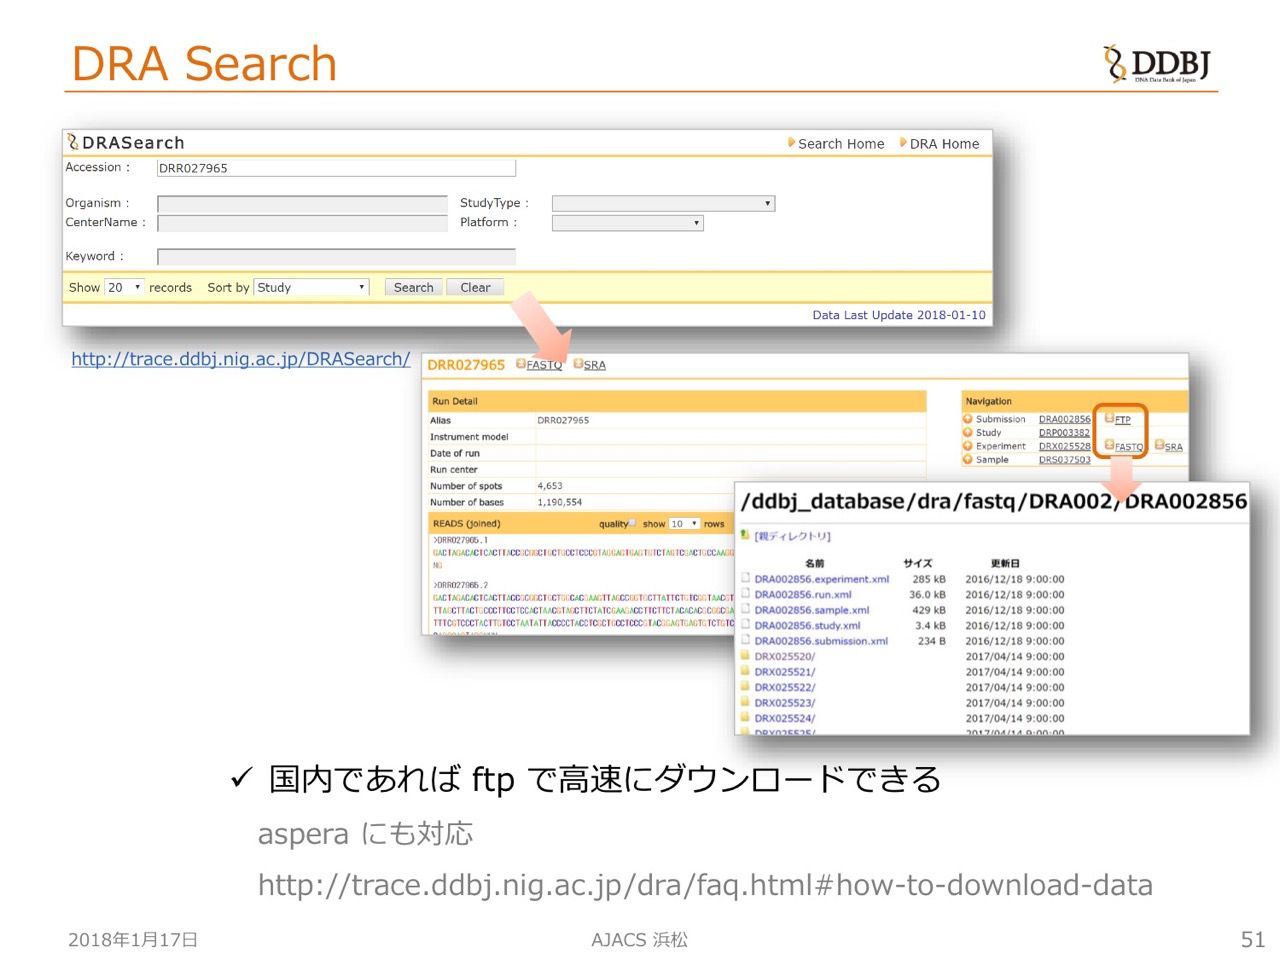 DRA Search
DDBJ
DNA Data Bank of Japan
DRASearch
Search Home DRA Home
Accession : DRR027965
Organism : StudyType :
CenterName : Platform :
Keyword :
Show 20 records Sort by Study Search Clear
Data Last Update 2018-01-10
http://trace.ddbj.nig.ac.jp/DRASearch/
DRR027965 FASTQ SRA
Run Detail
Alias DRR027965
Instrument model
Date of run
Run center
Number of spots 4,653
Number of bases 1,190,554
READS (joined) quality show 10 rows
>DRR027965.1
NG
>DRR027965.2
Navigation
Submission DRA002856 FTP
Study DRP003382
Experiment DRX025528 FASTQ SRA
Sample DRS037503
/ddbj_database/dra/fastq/DRA002/DRA002856
[親ディレクトリ]
名前 サイズ 更新日
DRA002856.experiment.xml 285 kB 2016/12/18 9:00:00
DRA002856.run.xml 36.0 kB 2016/12/18 9:00:00
DRA002856.sample.xml 429 kB 2016/12/18 9:00:00
DRA002856.study.xml 3.4 kB 2016/12/18 9:00:00
DRA002856.submission.xml 234 B 2016/12/18 9:00:00
DRX025520/ 2017/04/14 9:00:00
DRX025521/ 2017/04/14 9:00:00
DRX025522/ 2017/04/14 9:00:00
DRX025523/ 2017/04/14 9:00:00
DRX025524/ 2017/04/14 9:00:00
DRX025525/ 2017/04/14 9:00:00
✓ 国内であれば ftp で高速にダウンロードできる
aspera にも対応
http://trace.ddbj.nig.ac.jp/dra/faq.html#how-to-download-data
2018年1月17日 AJACS 浜松 51